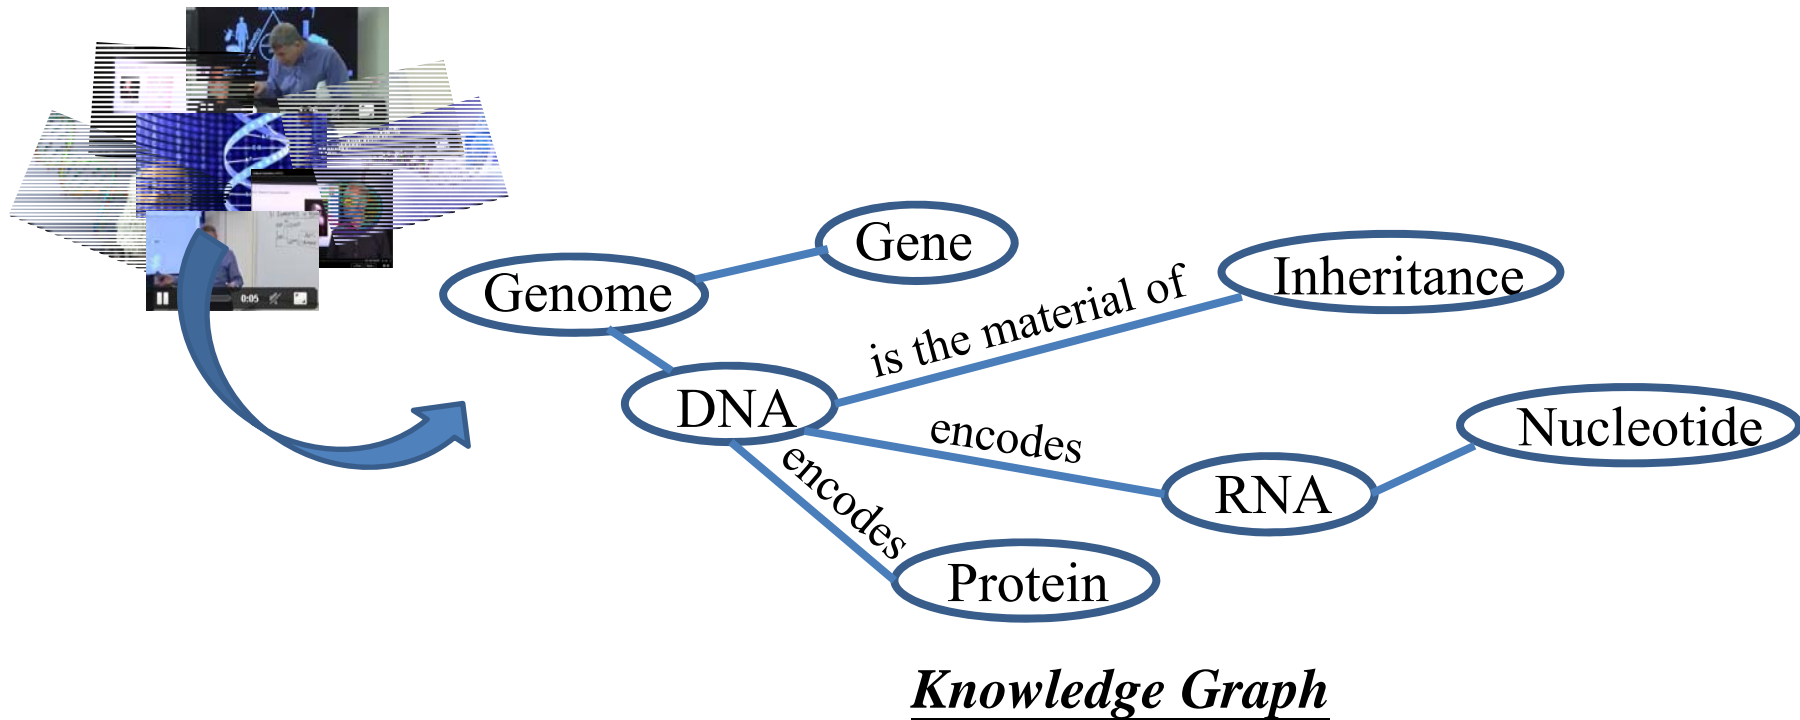 Gene
Genome
Inheritance
is the material of
DNA
encodes
Nucleotide
encodes
RNA
Protein
0:05
Knowledge Graph